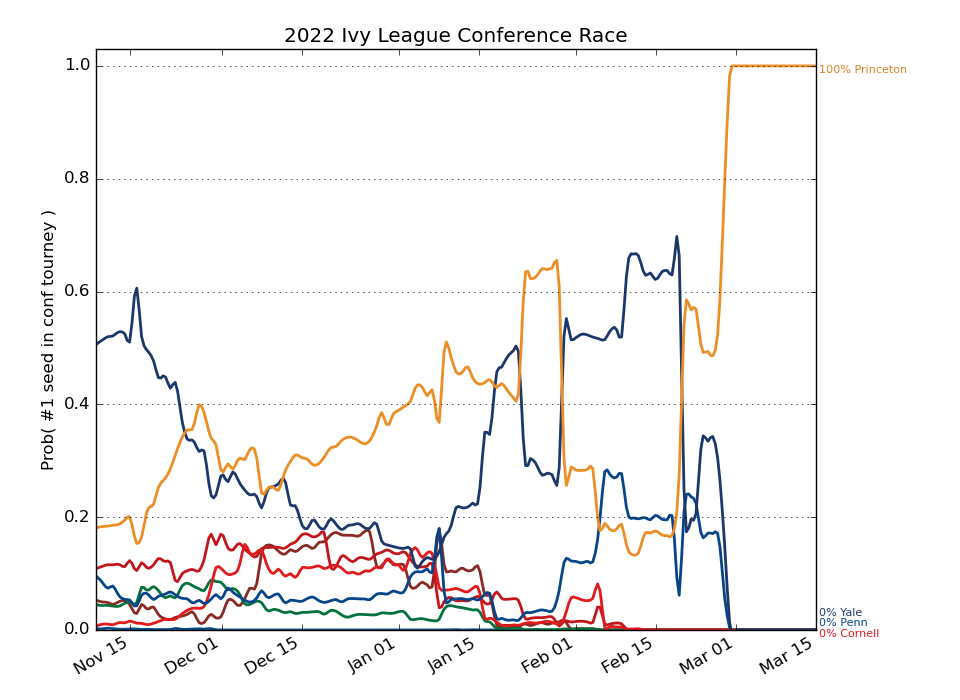 2022 Ivy League Conference Race
Prob( #1 seed in conf tourney )
1.0
0.8
0.6
0.4
0.2
0.0
Nov 15
Dec 01
Dec 15
Jan 01
Jan 15
Feb 01
Feb 15
Mar 01
Mar 15
100% Princeton
0% Yale
0% Penn
0% Cornell